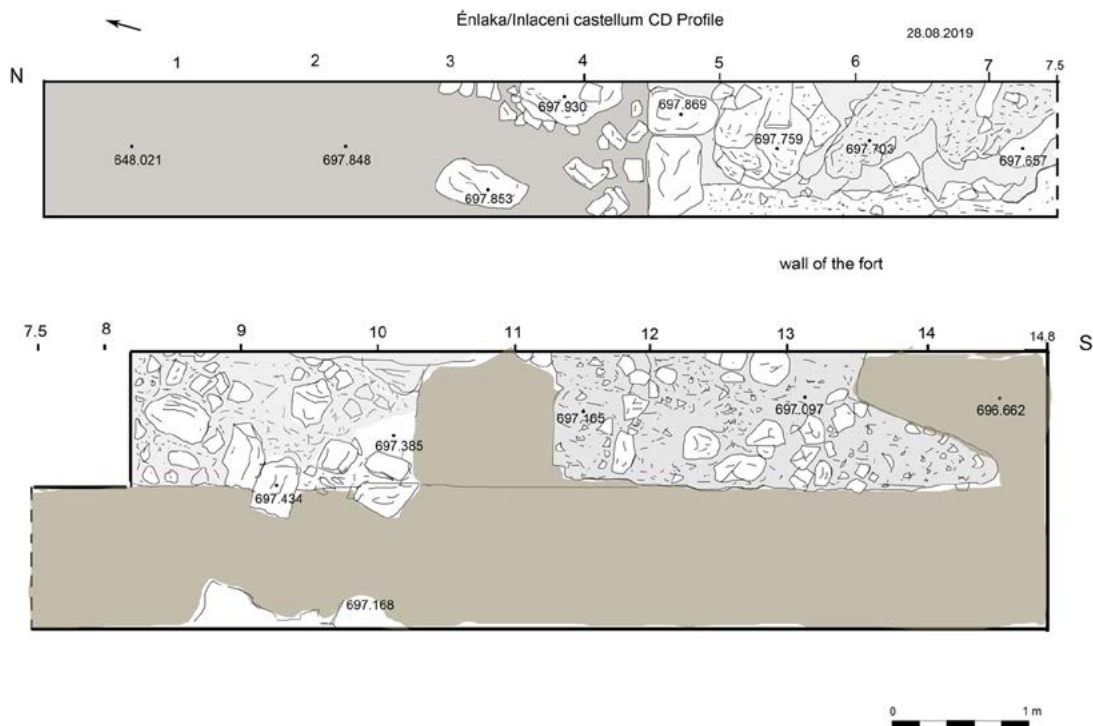 Énlaka/Inlaceni castellum CD Profile
28.08.2019
N
1 2 3 4 5 6 7 7.5
697.930
697.869
648.021
697.848
697.759
697.703
697.657
697.853
wall of the fort
7.5 8 9 10 11 12 13 14 14.8
S
697.165
697.097
696.662
697.385
697.434
697.168
0 1 m